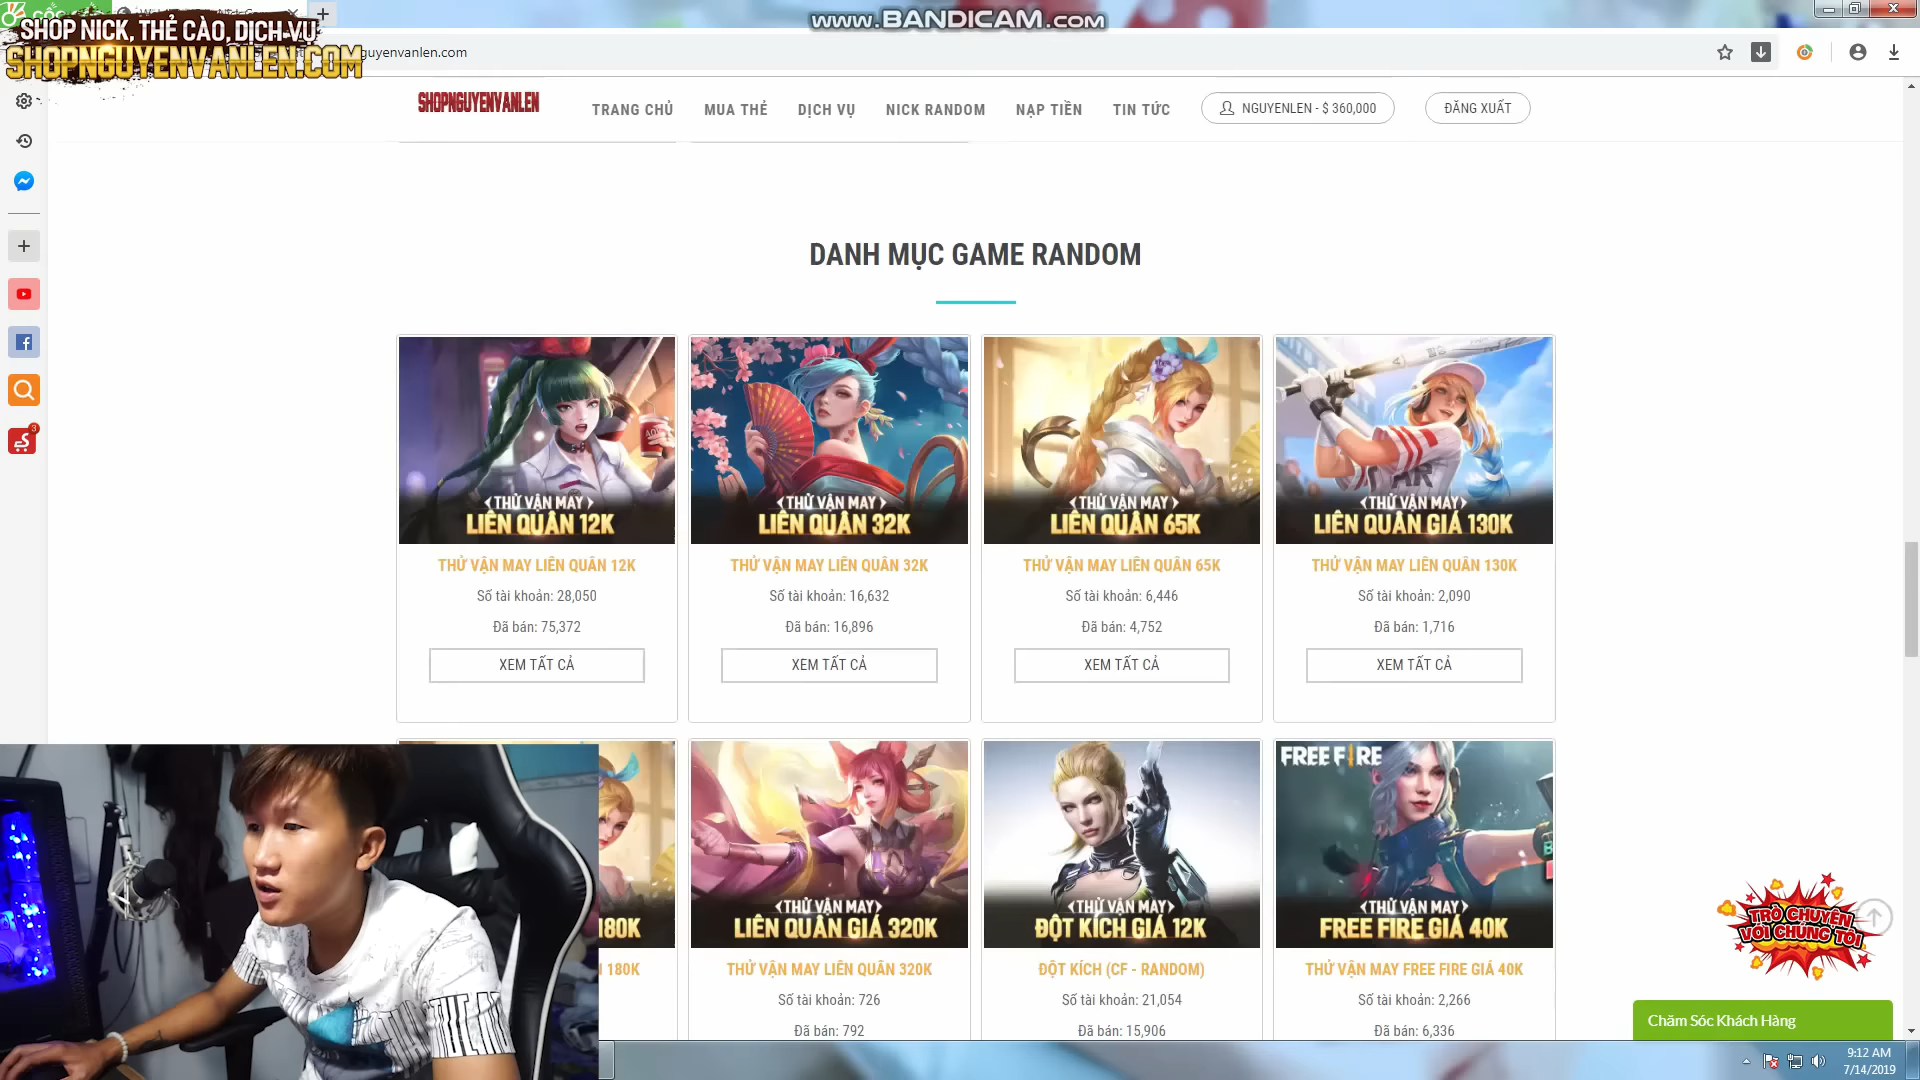 www.BANDICAM.com
SHOP NICK, THẺ CÀO, DỊCH VỤ
SHOPNGUYENVANLEN.COM
guyenvanlen.com
SHOPNGUYENVANLEN
TRANG CHỦ
MUA THẺ
DỊCH VỤ
NICK RANDOM
NẠP TIỀN
TIN TỨC
NGUYENLEN - $ 360,000
ĐĂNG XUẤT
3
DANH MỤC GAME RANDOM
THỬ VẬN MAY
LIÊN QUÂN 12K
THỬ VẬN MAY
LIÊN QUÂN 32K
THỬ VẬN MAY
LIÊN QUÂN 65K
THỬ VẬN MAY
LIÊN QUÂN GIÁ 130K
THỬ VẬN MAY LIÊN QUÂN 12K
THỬ VẬN MAY LIÊN QUÂN 32K
THỬ VẬN MAY LIÊN QUÂN 65K
THỬ VẬN MAY LIÊN QUÂN 130K
Số tài khoản: 28,050
Số tài khoản: 16,632
Số tài khoản: 6,446
Số tài khoản: 2,090
Đã bán: 75,372
Đã bán: 16,896
Đã bán: 4,752
Đã bán: 1,716
XEM TẤT CẢ
XEM TẤT CẢ
XEM TẤT CẢ
XEM TẤT CẢ
FREE FIRE
180K
THỬ VẬN MAY
LIÊN QUÂN GIÁ 320K
THỬ VẬN MAY
ĐỘT KÍCH GIÁ 12K
THỬ VẬN MAY
FREE FIRE GIÁ 40K
180K
THỬ VẬN MAY LIÊN QUÂN 320K
ĐỘT KÍCH (CF - RANDOM)
THỬ VẬN MAY FREE FIRE GIÁ 40K
Số tài khoản: 726
Số tài khoản: 21,054
Số tài khoản: 2,266
Đã bán: 792
Đã bán: 15,906
Đã bán: 6,336
TRÒ CHUYỆN
VỚI CHÚNG TÔI
Chăm Sóc Khách Hàng
9:12 AM
7/14/2019